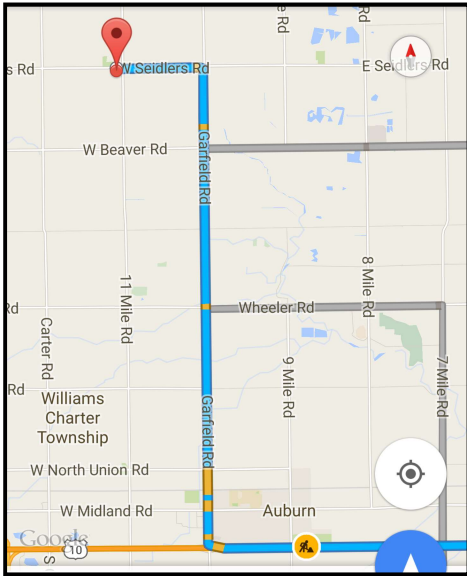 e Rd
Rd
s Rd
W Seidlers Rd
E Seidlers Rd
W Beaver Rd
Garfield Rd
8 Mile Rd
11 Mile Rd
Rd
Wheeler Rd
Carter Rd
9 Mile Rd
7 Mile Rd
Rd
Williams
Charter
Township
Garfield Rd
W North Union Rd
W Midland Rd
Auburn
Google
10
S